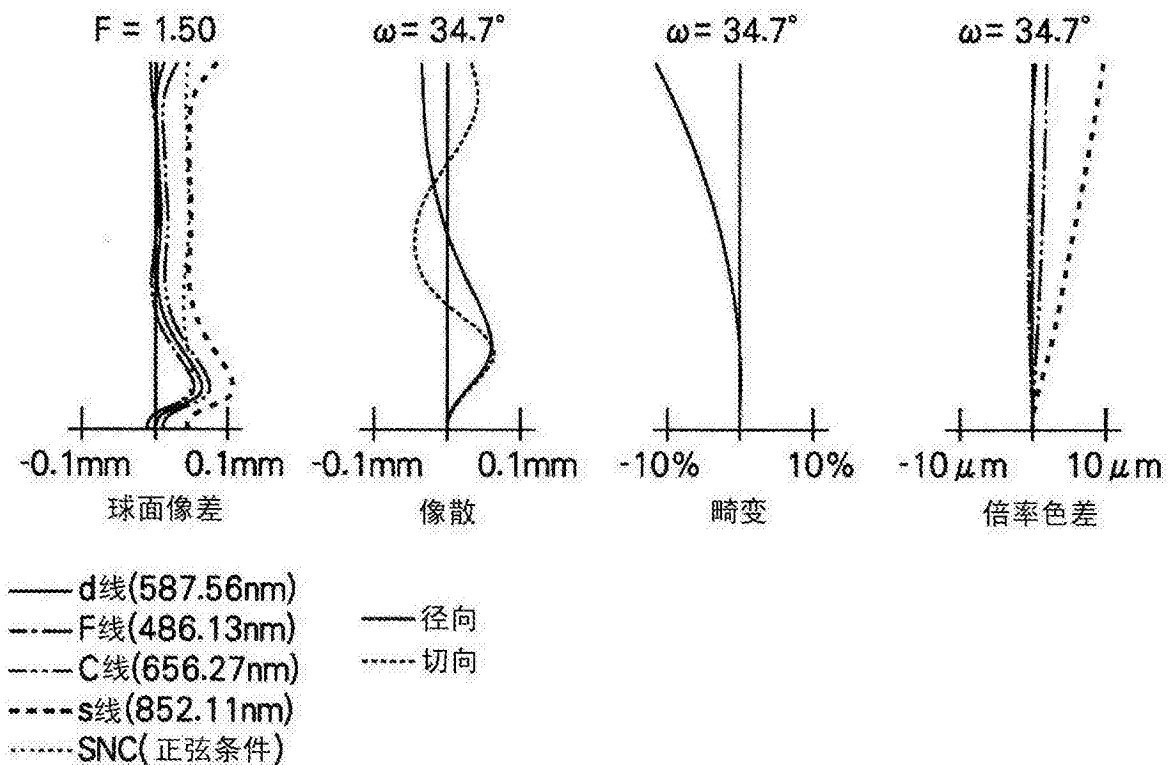 F = 1.50
ω= 34.7°
ω= 34.7°
ω= 34.7°
-0.1mm 0.1mm
-0.1mm 0.1mm
-10% 10%
-10μm 10μm
球面像差
像散
畸变
倍率色差
d线(587.56nm)
F线(486.13nm)
C线(656.27nm)
s线(852.11nm)
SNC(正弦条件)
径向
切向